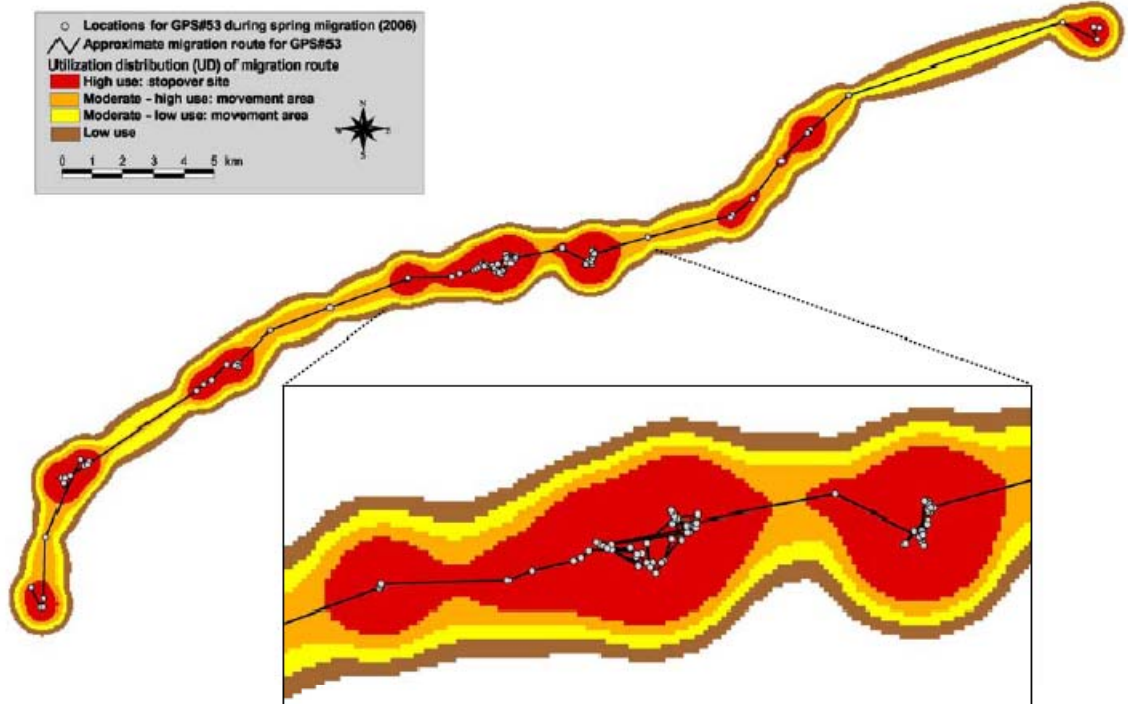 Locations for GPS#53 during spring migration (2006)
Approximate migration route for GPS#53
Utilization distribution (UD) of migration route
High use: stopover site
Moderate - high use: movement area
Moderate - low use: movement area
Low use
N
W E
S
0 1 2 3 4 5 km